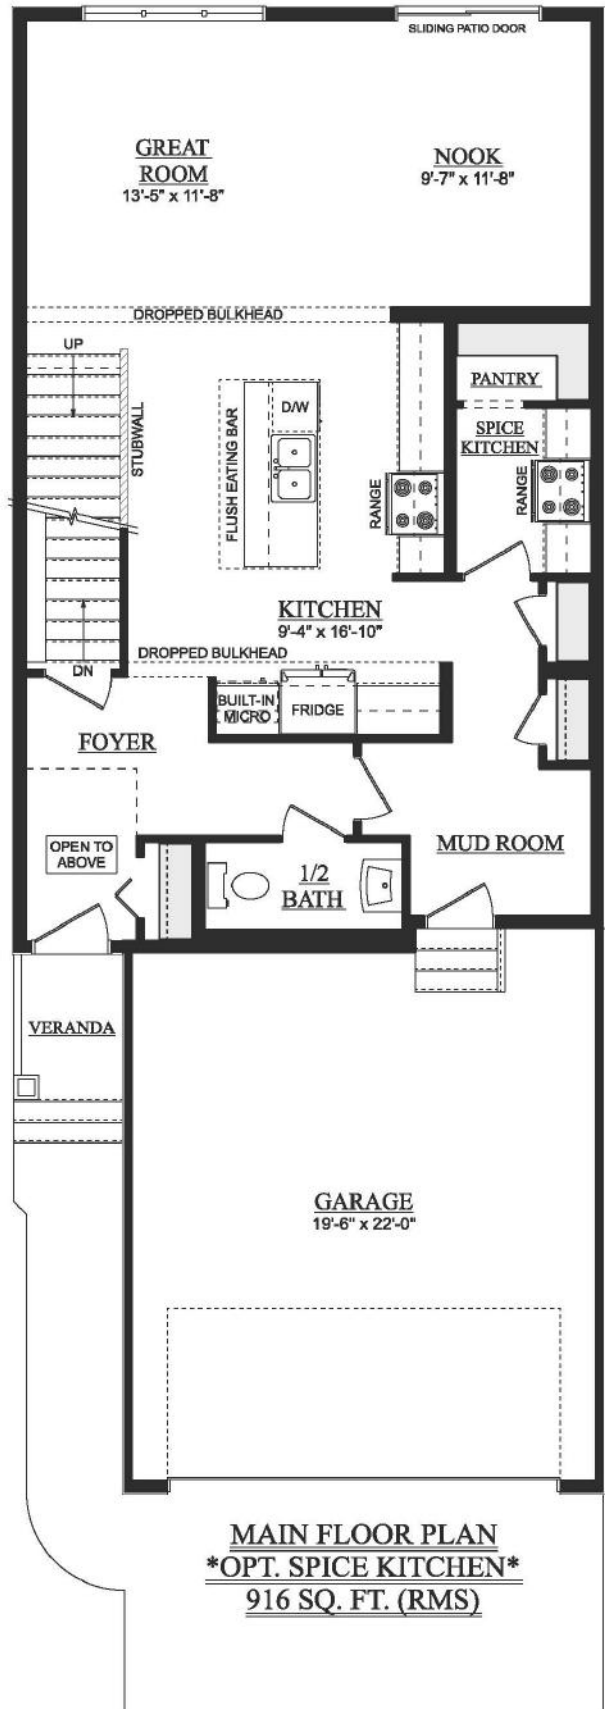 SLIDING PATIO DOOR
GREAT
ROOM
13'-5" x 11'-8"
NOOK
9'-7" x 11'-8"
DROPPED BULKHEAD
UP
STUBWALL
FLUSH EATING BAR
D/W
RANGE
PANTRY
SPICE
KITCHEN
RANGE
KITCHEN
9'-4" x 16'-10"
DROPPED BULKHEAD
DN
BUILT-IN
MICRO
FRIDGE
FOYER
OPEN TO
ABOVE
1/2
BATH
MUD ROOM
VERANDA
GARAGE
19'-6" x 22'-0"
MAIN FLOOR PLAN
*OPT. SPICE KITCHEN*
916 SQ. FT. (RMS)